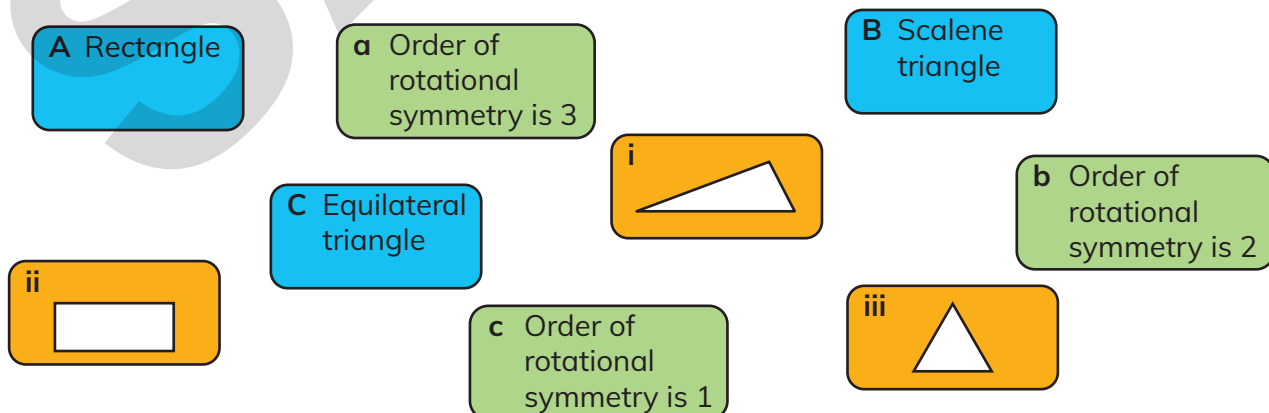 A Rectangle
a Order of
rotational
symmetry is 3
B Scalene
triangle
i
b Order of
rotational
symmetry is 2
C Equilateral
triangle
ii
c Order of
rotational
symmetry is 1
iii